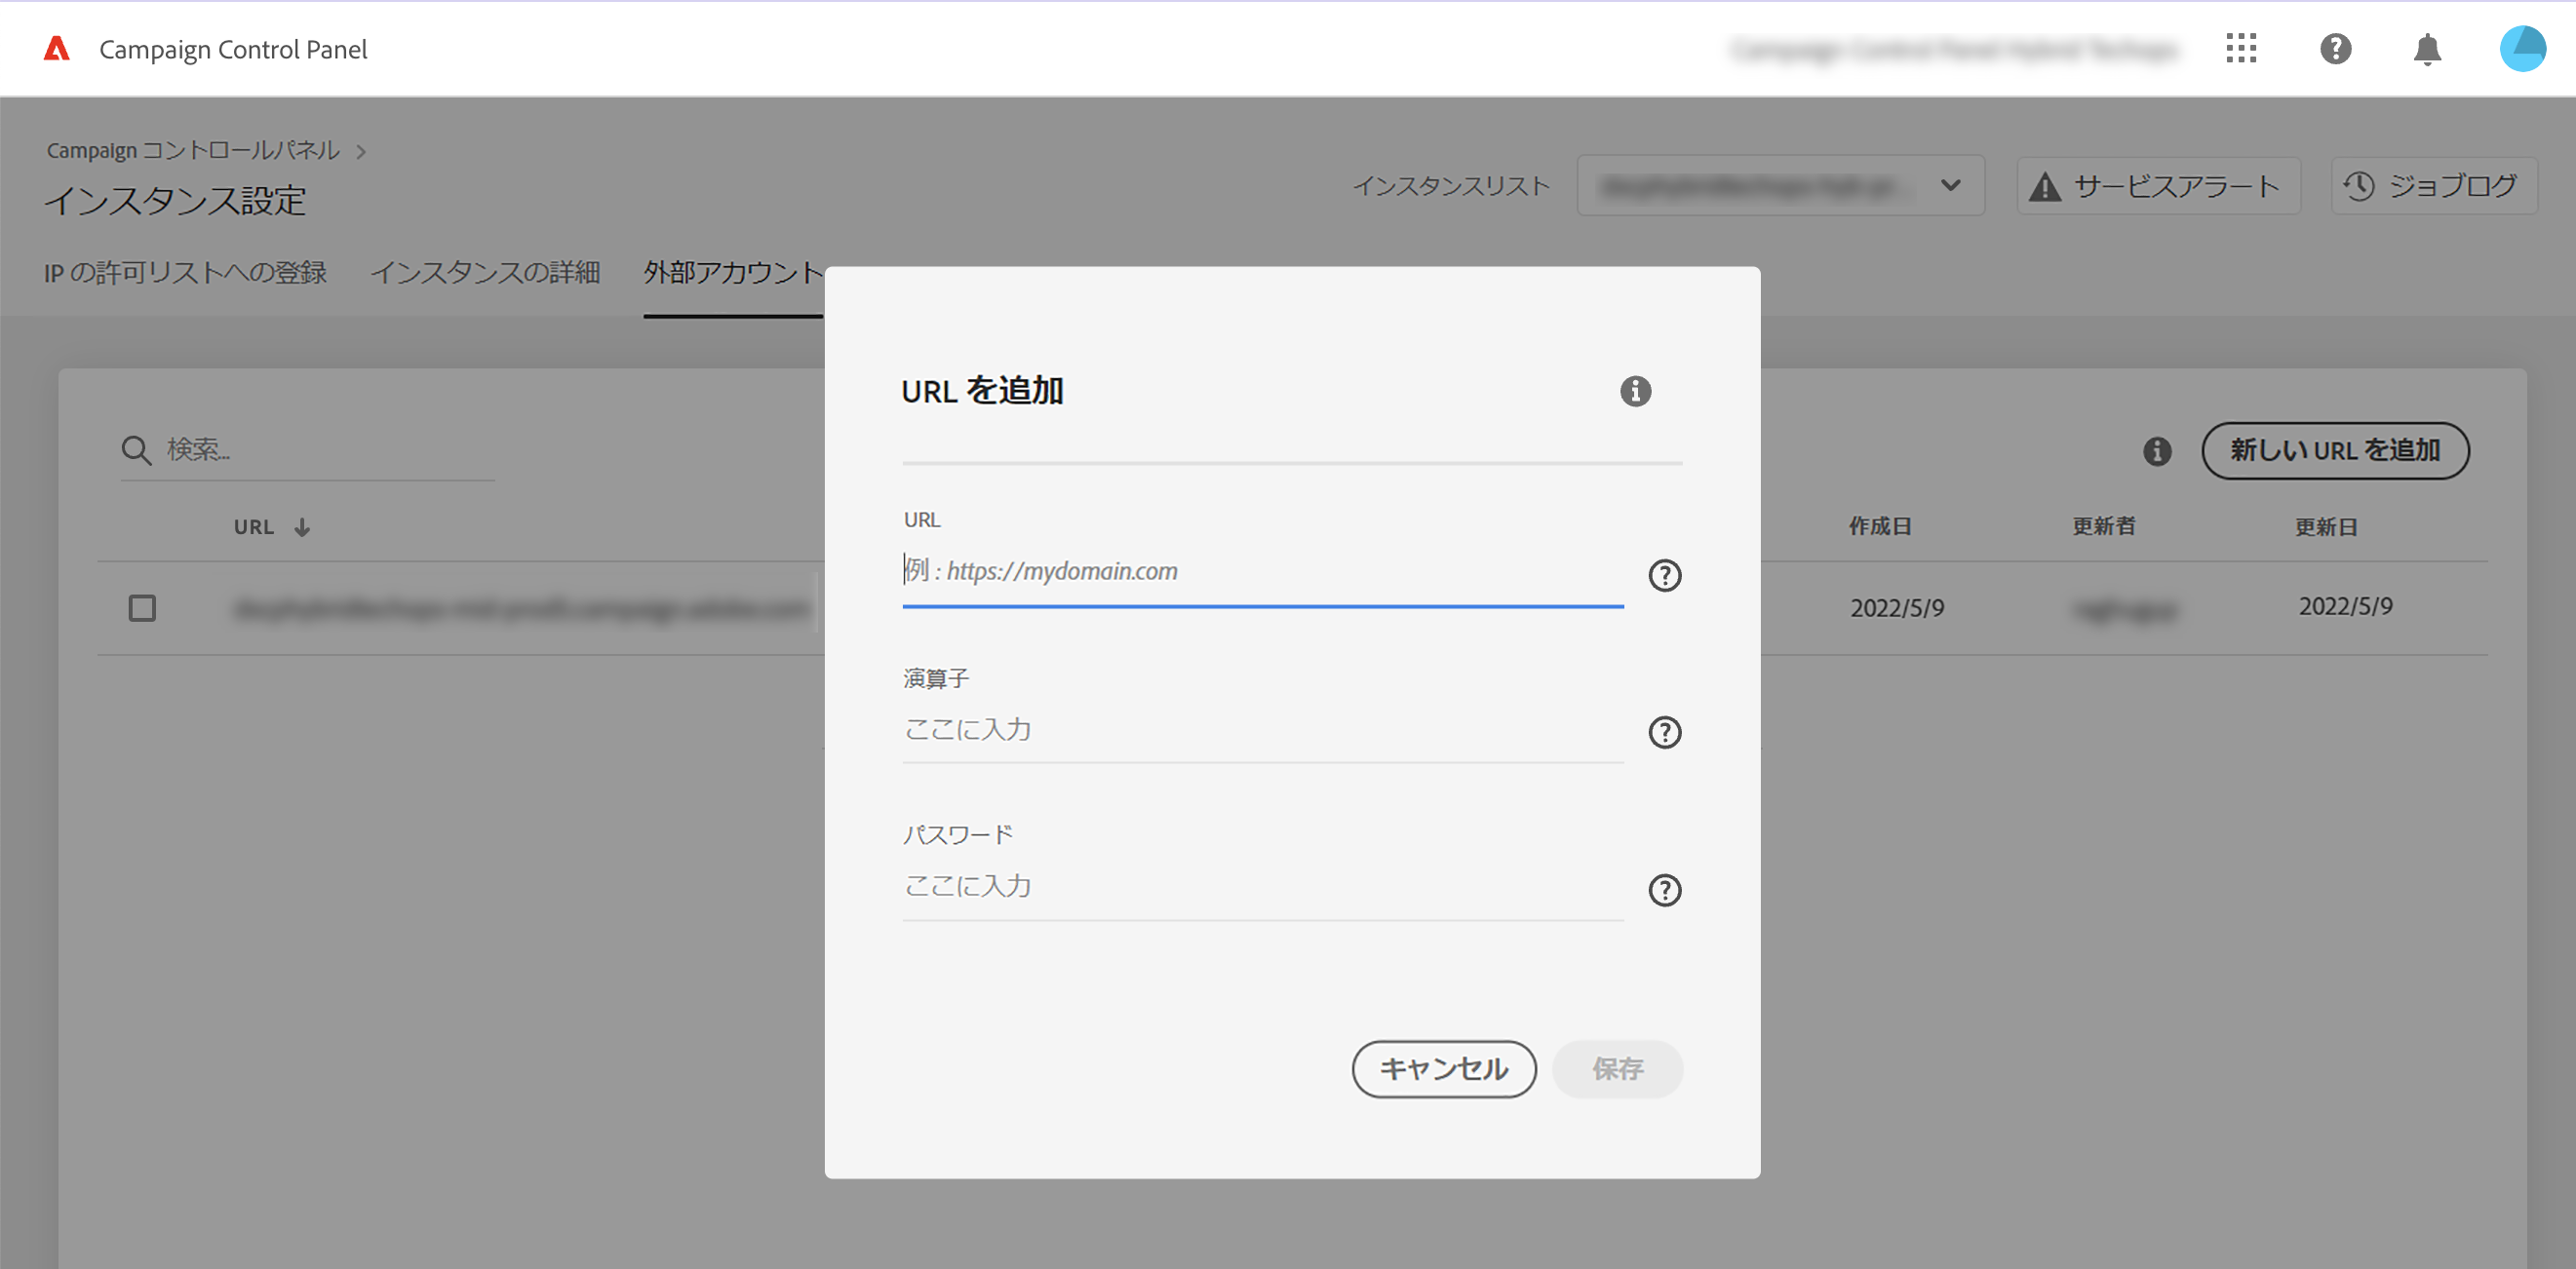 Campaign Control Panel
Campaign コントロールパネル
インスタンス設定
インスタンスリスト
サービスアラート
ジョブログ
IP の許可リストへの登録
インスタンスの詳細
外部アカウント
検索...
新しい URL を追加
URL
作成日
更新者
更新日
2022/5/9
2022/5/9
URL を追加
URL
例 : https://mydomain.com
演算子
ここに入力
パスワード
ここに入力
キャンセル
保存